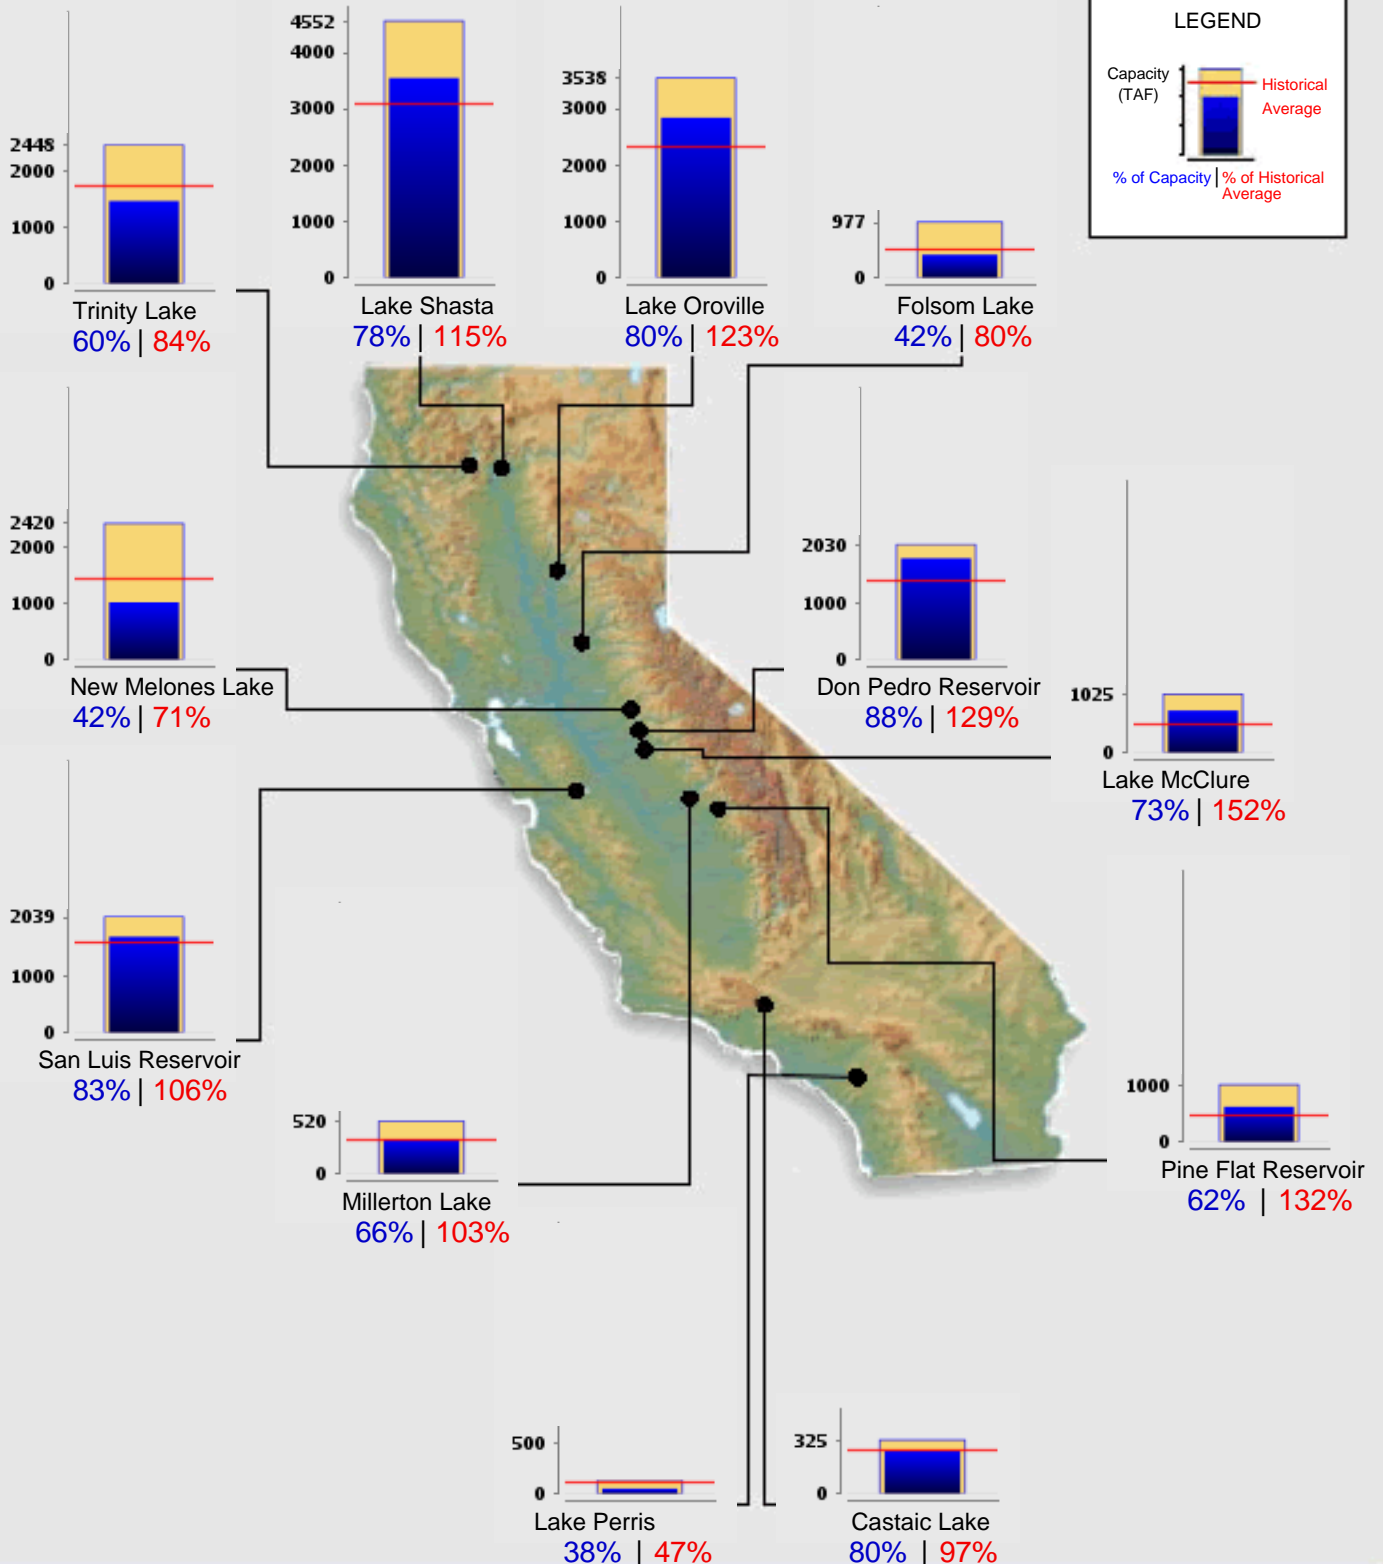 LEGEND
Capacity
(TAF)
Historical
Average
% of Capacity | % of Historical
Average
2448
2000
1000
0
Trinity Lake
60% | 84%
4552
4000
3000
2000
1000
0
Lake Shasta
78% | 115%
3538
3000
2000
1000
0
Lake Oroville
80% | 123%
977
0
Folsom Lake
42% | 80%
2420
2000
1000
0
New Melones Lake
42% | 71%
2030
1000
0
Don Pedro Reservoir
88% | 129%
1025
0
Lake McClure
73% | 152%
2039
1000
0
San Luis Reservoir
83% | 106%
520
0
Millerton Lake
66% | 103%
1000
0
Pine Flat Reservoir
62% | 132%
500
0
Lake Perris
38% | 47%
325
0
Castaic Lake
80% | 97%